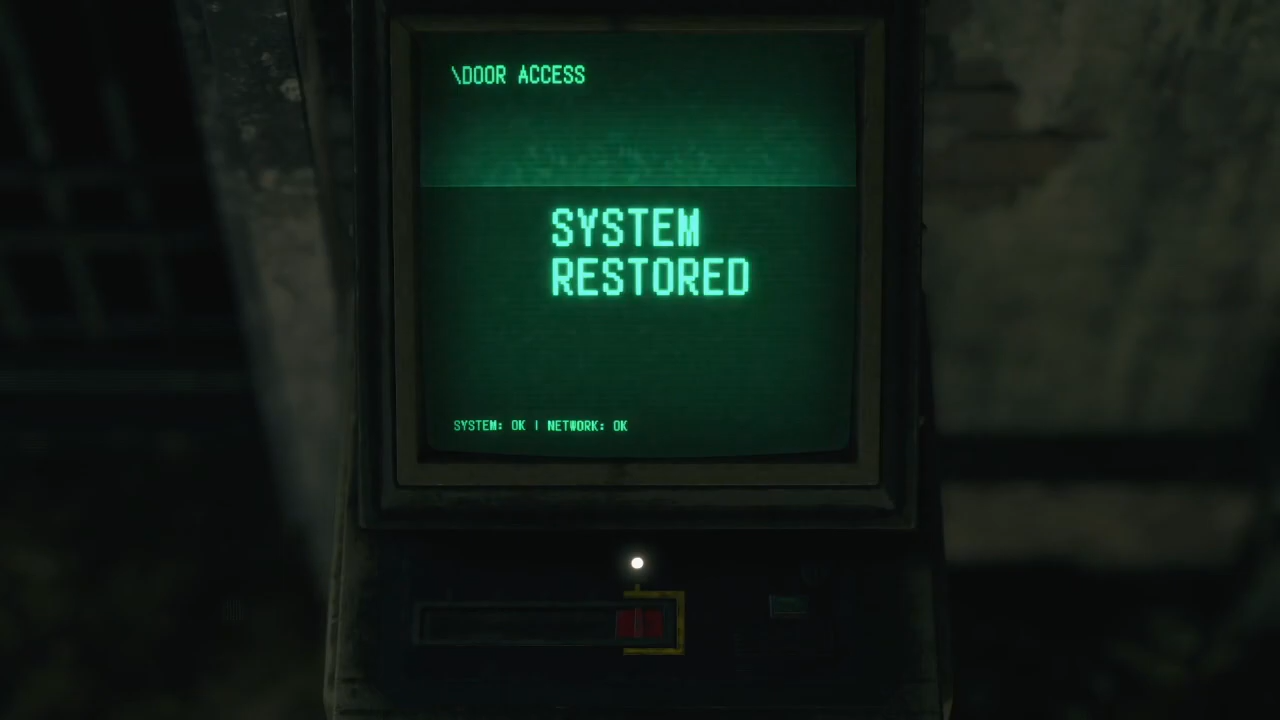 \DOOR ACCESS
SYSTEM
RESTORED
SYSTEM: OK | NETWORK: OK